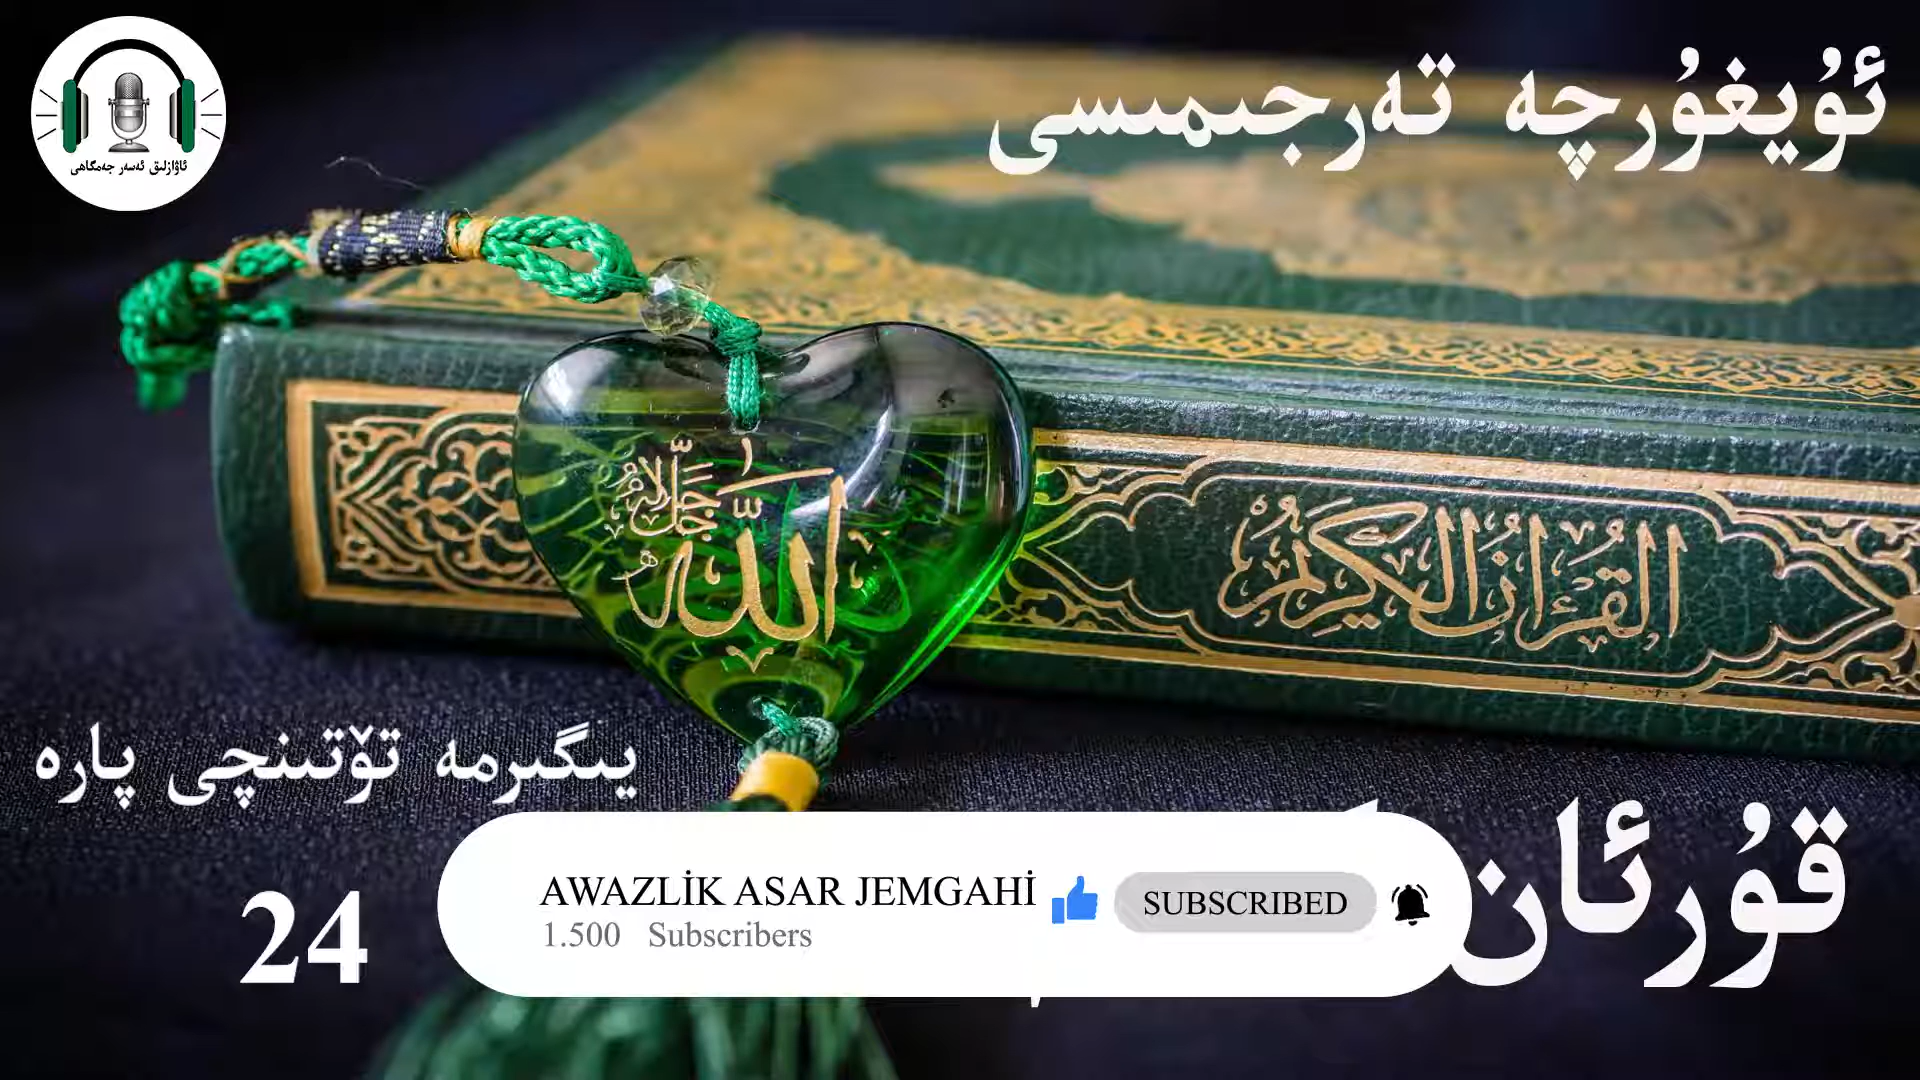 ئۇيغۇرچە تەرجىمىسى
ئاۋازلىق ئەسەر جەمگاھى
الله جل جلاله
القرآن الكريم
يىگىرمە تۆتىنچى پارە
24
قۇرئان
AWAZLİK ASAR JEMGAHİ
1.500 Subscribers
SUBSCRIBED